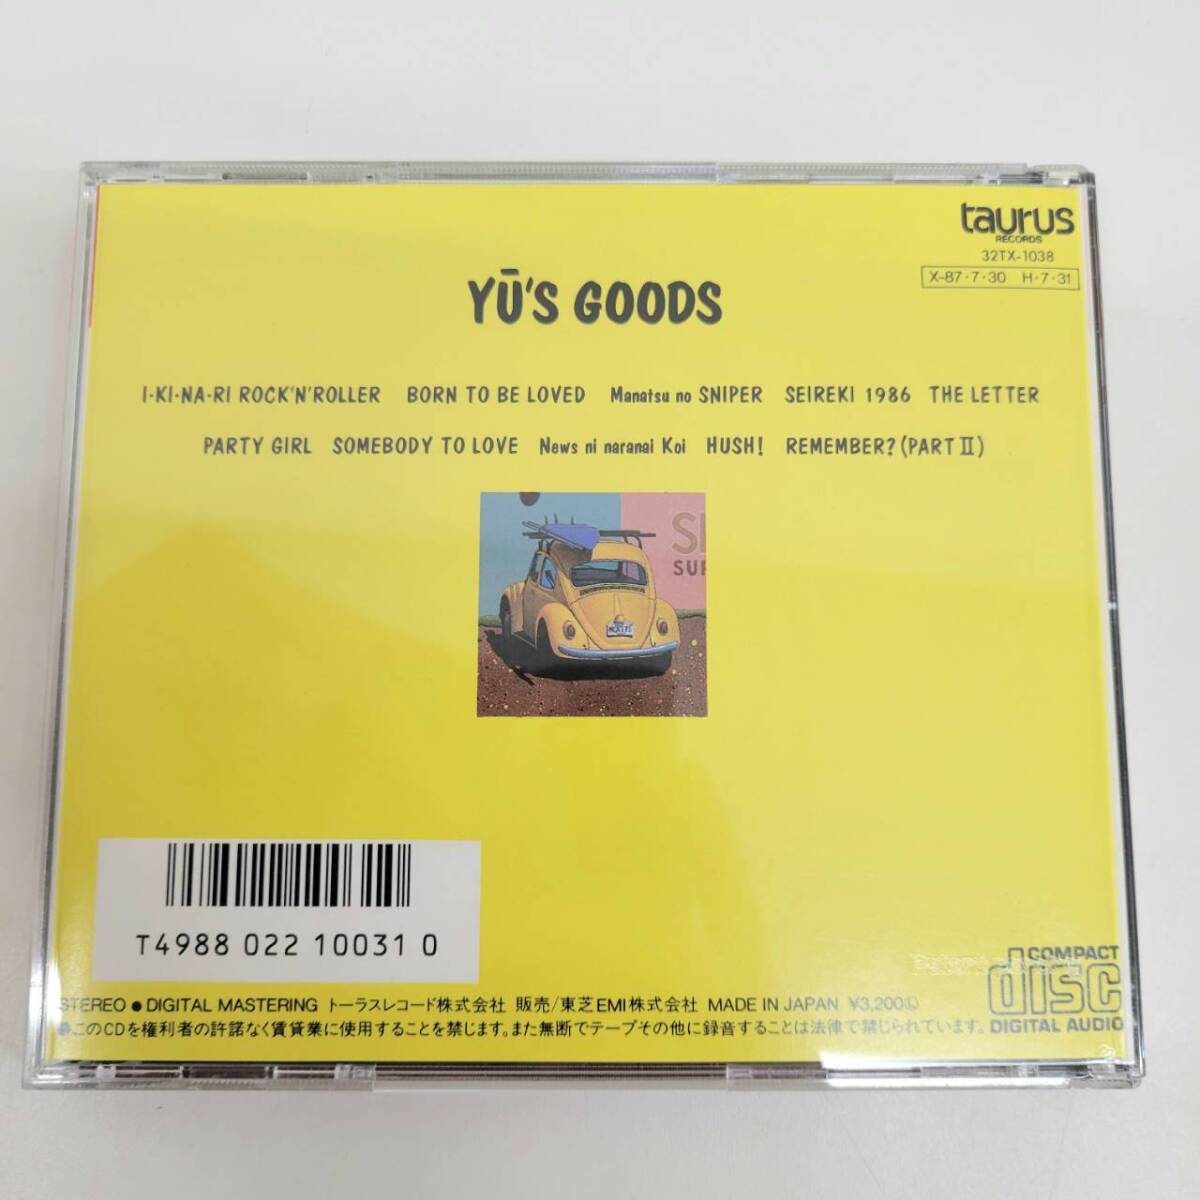 taurus
RECORDS
32TX-1038
X-87・7・30 H・7・31
YŪ'S GOODS
I・KI・NA・RI ROCK'N'ROLLER BORN TO BE LOVED Manatsu no SNIPER SEIREKI 1986 THE LETTER
PARTY GIRL SOMEBODY TO LOVE News ni naranai Koi HUSH! REMEMBER? (PART II)
SUR
T4988 022 10031 0
COMPACT
disc
DIGITAL AUDIO
STEREO ● DIGITAL MASTERING トーラスレコード株式会社 販売/東芝EMI株式会社 MADE IN JAPAN ¥3,200Ⓛ
●このCDを権利者の許諾なく賃貸業に使用することを禁じます。また無断でテープその他に録音することは法律で禁じられています。